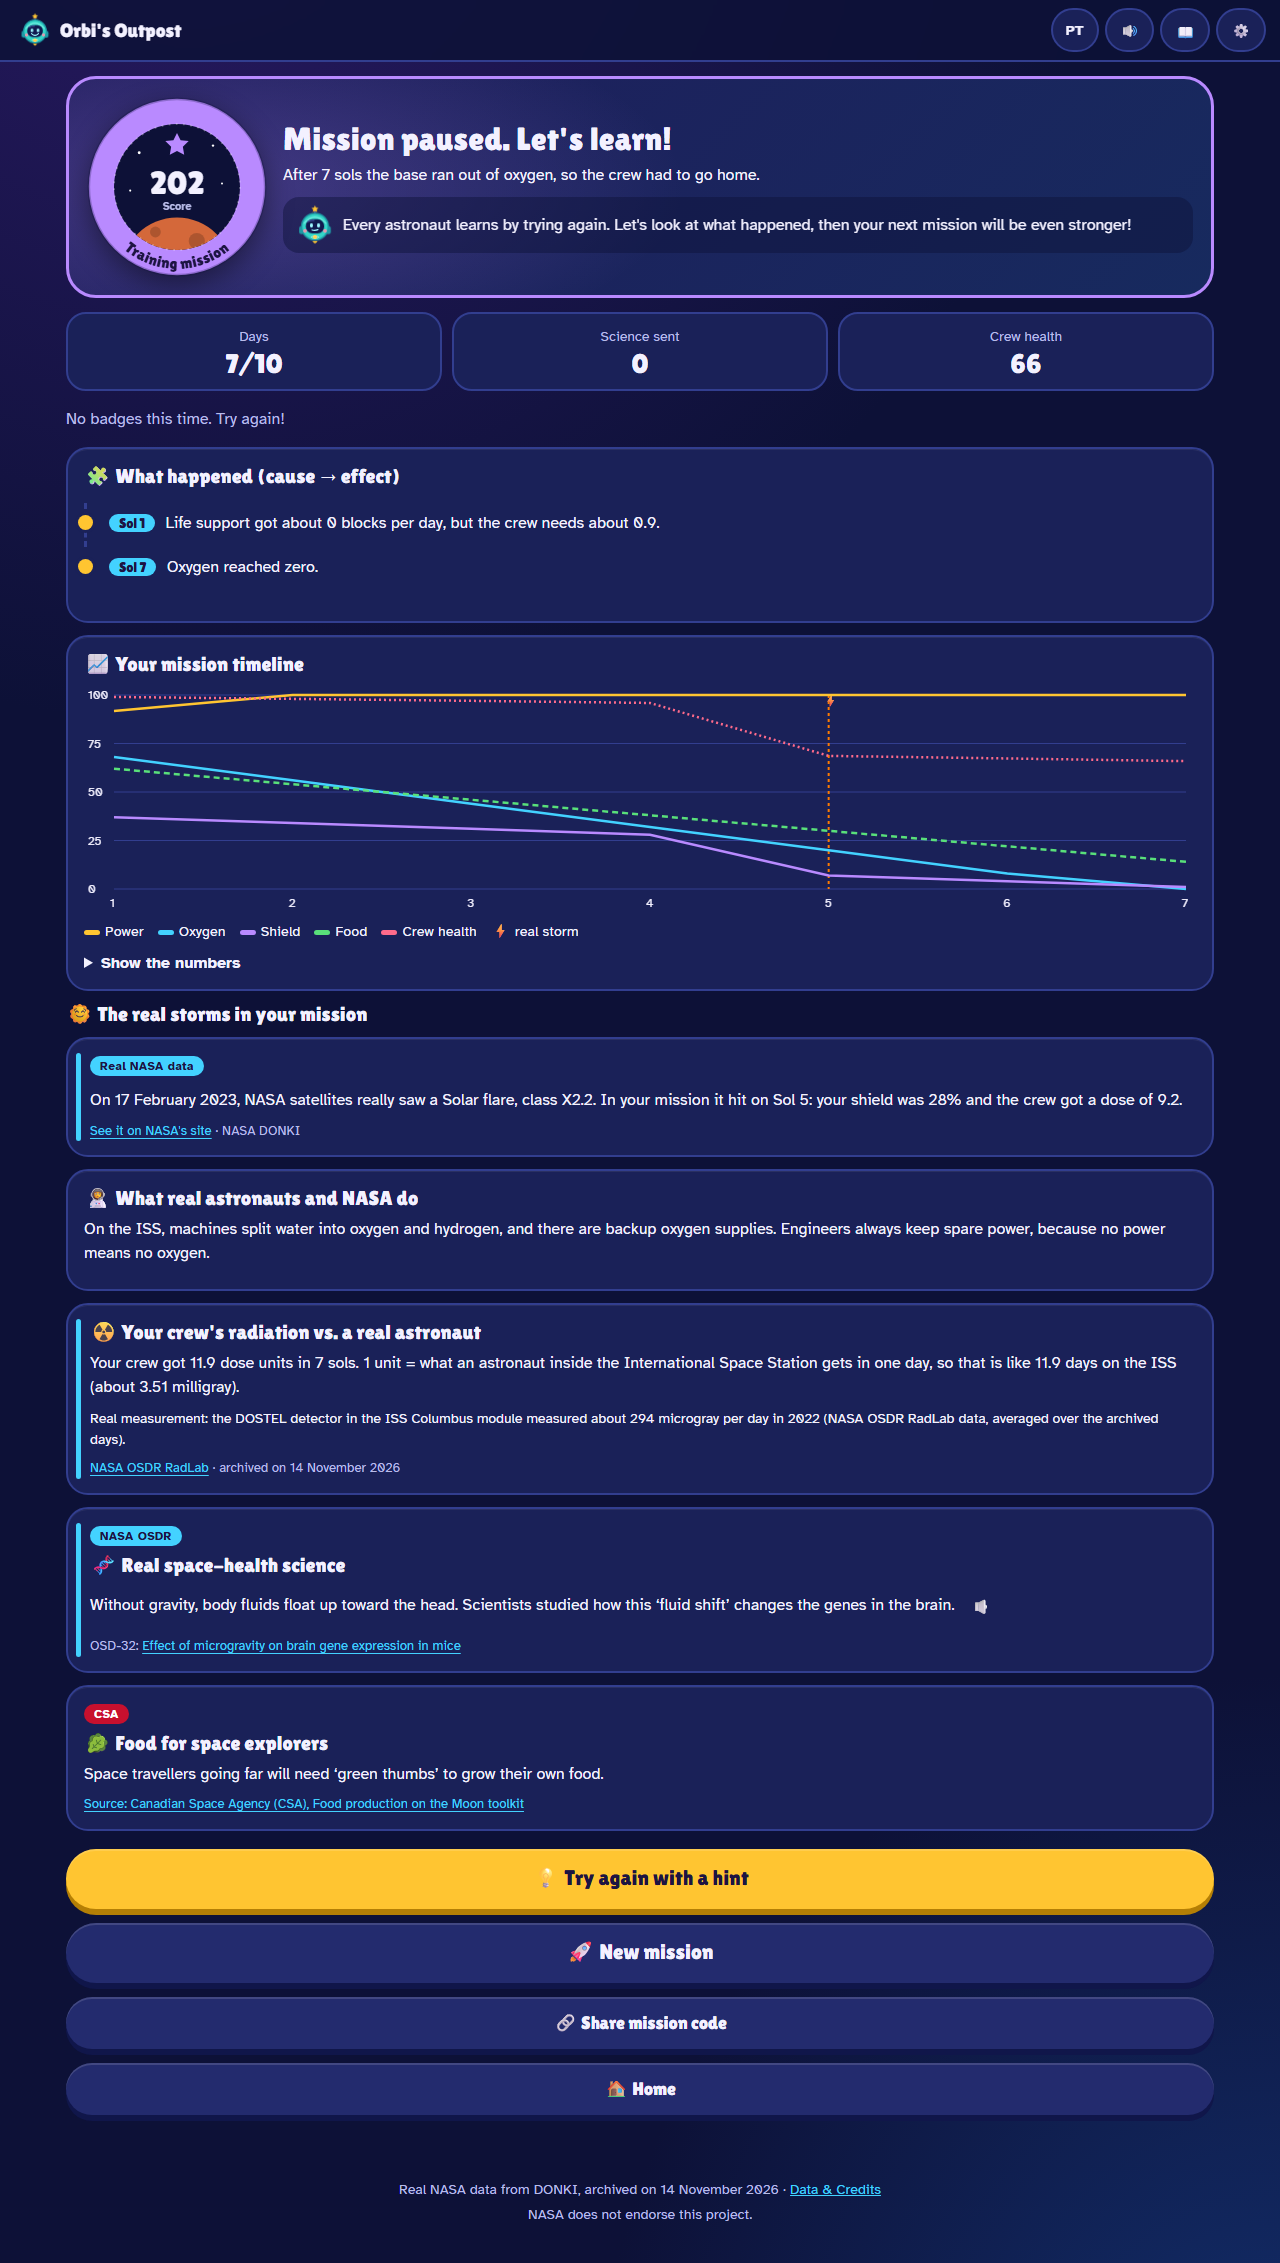 Orbi's Outpost
PT
202
Score
Training mission
Mission paused. Let's learn!
After 7 sols the base ran out of oxygen, so the crew had to go home.
Every astronaut learns by trying again. Let's look at what happened, then your next mission will be even stronger!
Days
7/10
Science sent
0
Crew health
66
No badges this time. Try again!
What happened (cause → effect)
Sol 1 Life support got about 0 blocks per day, but the crew needs about 0.9.
Sol 7 Oxygen reached zero.
Your mission timeline
100
75
50
25
0
1 2 3 4 5 6 7
Power Oxygen Shield Food Crew health real storm
Show the numbers
The real storms in your mission
Real NASA data
On 17 February 2023, NASA satellites really saw a Solar flare, class X2.2. In your mission it hit on Sol 5: your shield was 28% and the crew got a dose of 9.2.
See it on NASA's site · NASA DONKI
What real astronauts and NASA do
On the ISS, machines split water into oxygen and hydrogen, and there are backup oxygen supplies. Engineers always keep spare power, because no power
means no oxygen.
Your crew's radiation vs. a real astronaut
Your crew got 11.9 dose units in 7 sols. 1 unit = what an astronaut inside the International Space Station gets in one day, so that is like 11.9 days on the ISS
(about 3.51 milligray).
Real measurement: the DOSTEL detector in the ISS Columbus module measured about 294 microgray per day in 2022 (NASA OSDR RadLab data, averaged over the archived
days).
NASA OSDR RadLab · archived on 14 November 2026
NASA OSDR
Real space-health science
Without gravity, body fluids float up toward the head. Scientists studied how this ‘fluid shift’ changes the genes in the brain.
OSD-32: Effect of microgravity on brain gene expression in mice
CSA
Food for space explorers
Space travellers going far will need ‘green thumbs’ to grow their own food.
Source: Canadian Space Agency (CSA), Food production on the Moon toolkit
Try again with a hint
New mission
Share mission code
Home
Real NASA data from DONKI, archived on 14 November 2026 · Data & Credits
NASA does not endorse this project.